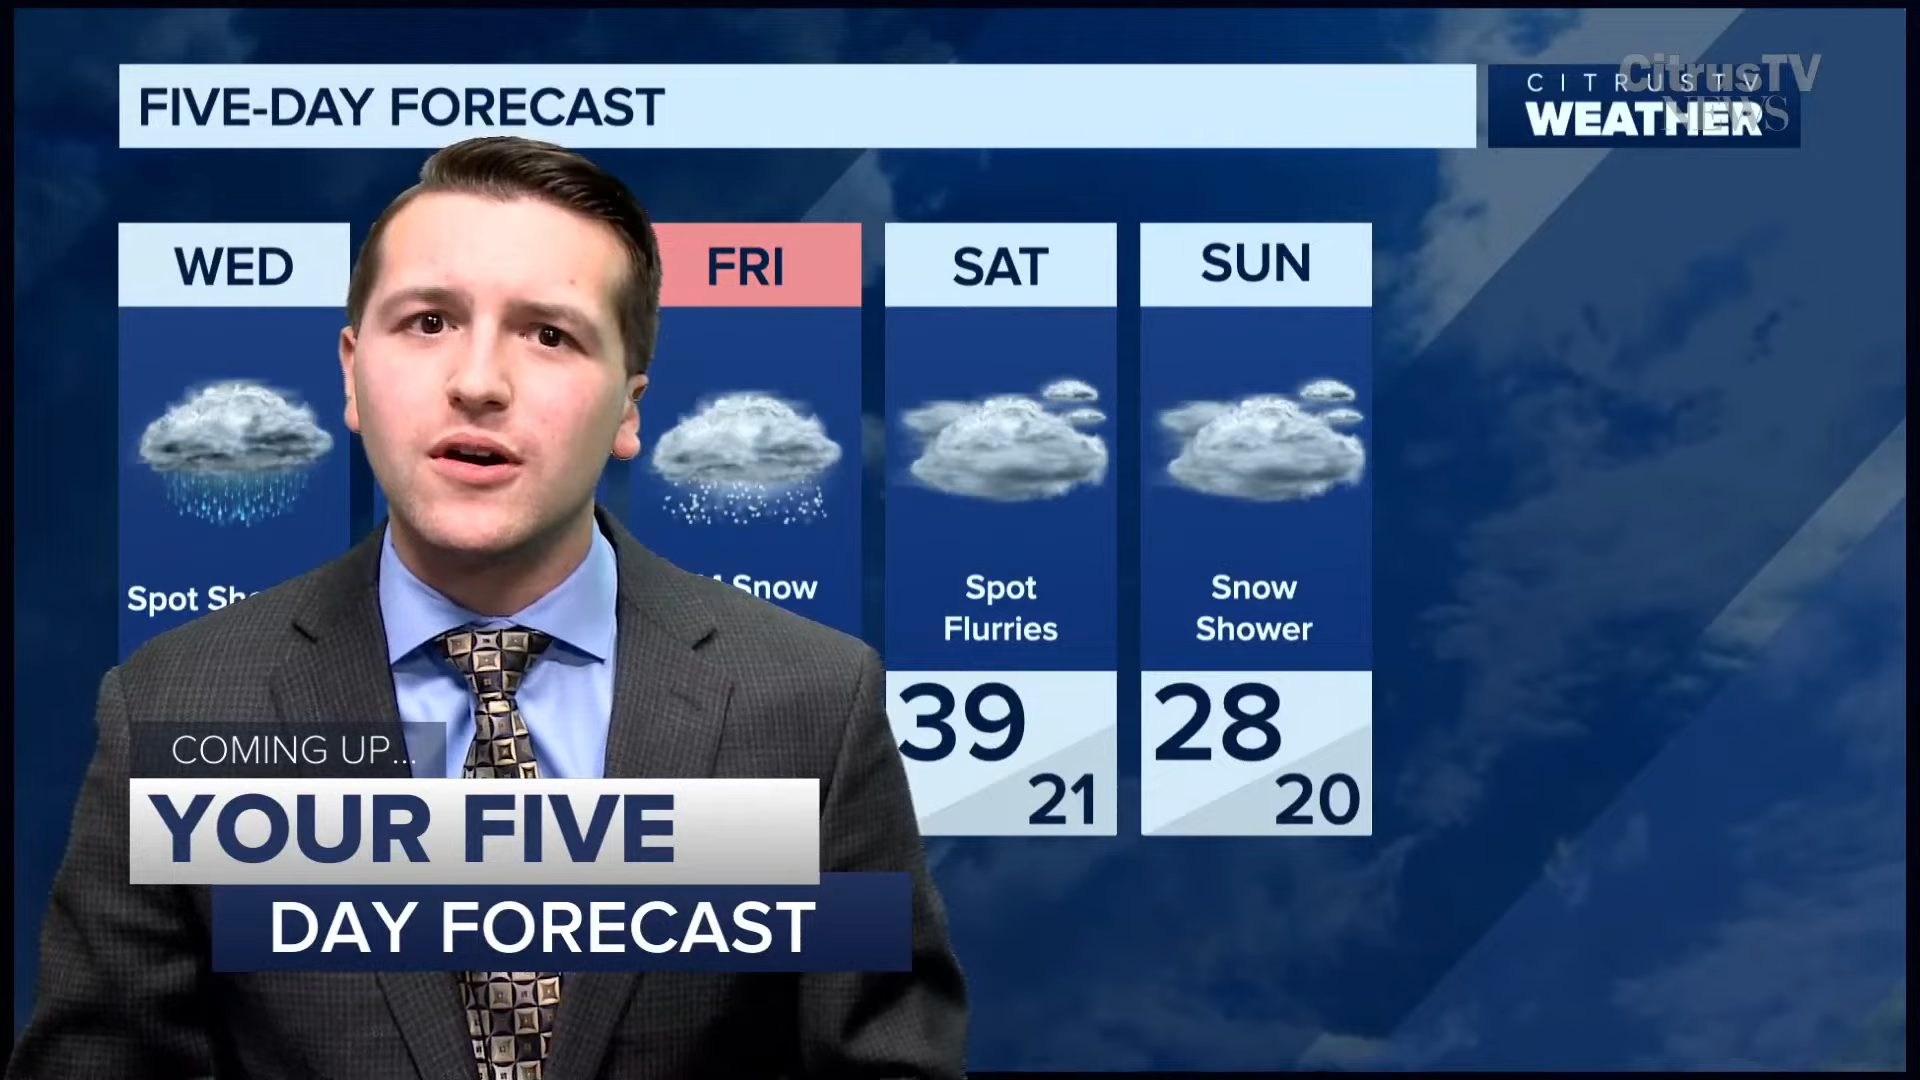 FIVE-DAY FORECAST
CITRUSTV
WEATHER
CitrusTV
NEWS
WED
FRI
SAT
SUN
Spot
Snow
Spot
Flurries
Snow
Shower
39
21
28
20
COMING UP...
YOUR FIVE
DAY FORECAST